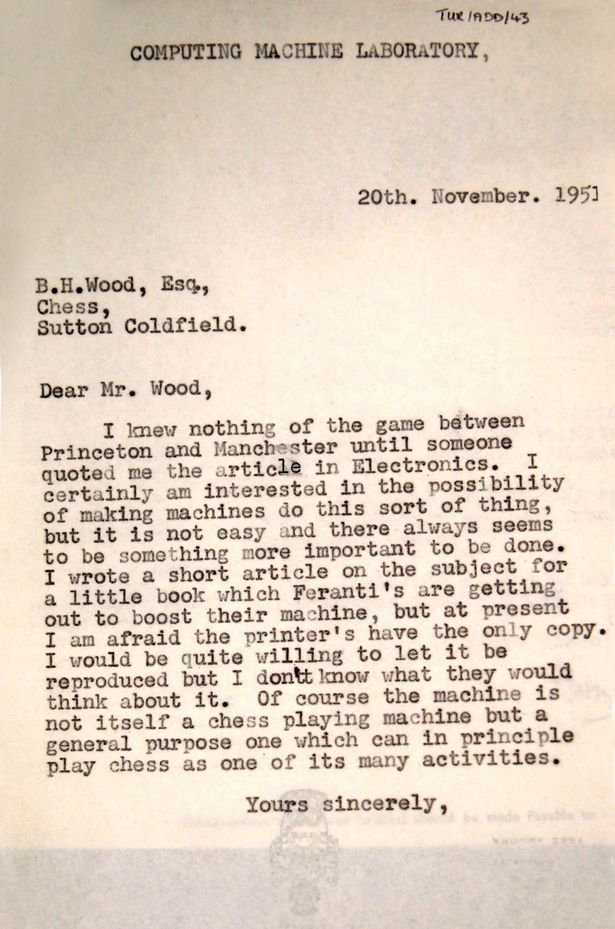 TUR/ADD/43
COMPUTING MACHINE LABORATORY,
20th. November. 1951
B.H.Wood, Esq.,
Chess,
Sutton Coldfield.
Dear Mr. Wood,
I knew nothing of the game between
Princeton and Manchester until someone
quoted me the article in Electronics. I
certainly am interested in the possibility
of making machines do this sort of thing,
but it is not easy and there always seems
to be something more important to be done.
I wrote a short article on the subject for
a little book which Feranti's are getting
out to boost their machine, but at present
I am afraid the printer's have the only copy.
I would be quite willing to let it be
reproduced but I don't know what they would
think about it. Of course the machine is
not itself a chess playing machine but a
general purpose one which can in principle
play chess as one of its many activities.
Yours sincerely,
be made Payable to